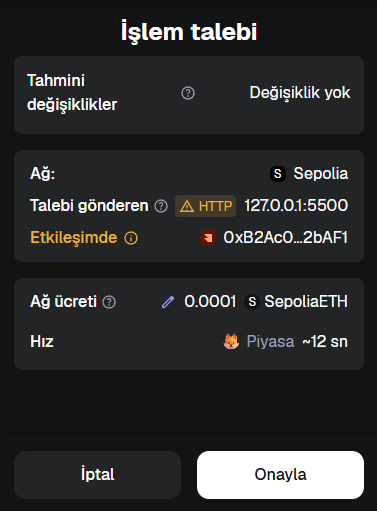 İşlem talebi
Tahmini
değişiklikler
Değişiklik yok
Ağ: S Sepolia
Talebi gönderen HTTP 127.0.0.1:5500
Etkileşimde 0xB2Ac0...2bAF1
Ağ ücreti 0.0001 S SepoliaETH
Hız Piyasa ~12 sn
İptal Onayla